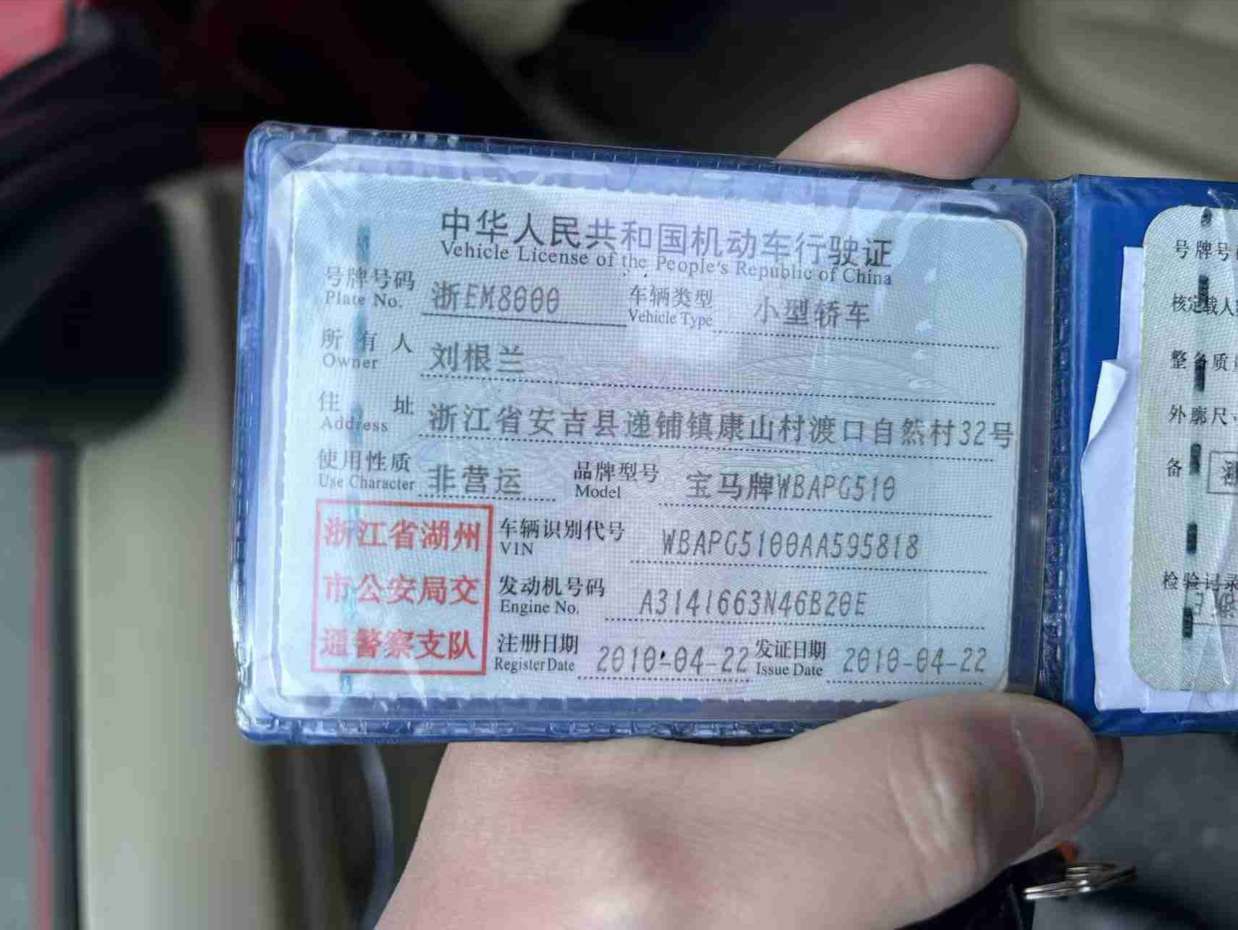 中华人民共和国机动车行驶证
Vehicle License of the People's Republic of China
号牌号码 浙EM8000 车辆类型 小型轿车
Plate No. Vehicle Type
所有人 刘根兰
Owner
住址 浙江省安吉县递铺镇康山村渡口自然村32号
Address
使用性质 非营运 品牌型号 宝马牌WBAPG510
Use Character Model
浙江省湖州
市公安局交
通警察支队
车辆识别代号 WBAPG5100AA595818
VIN
发动机号码 A3141663N46B20E
Engine No.
注册日期 2010-04-22 发证日期 2010-04-22
Register Date Issue Date
号牌号
核定载人
整备质
外廓尺
备
检验记录